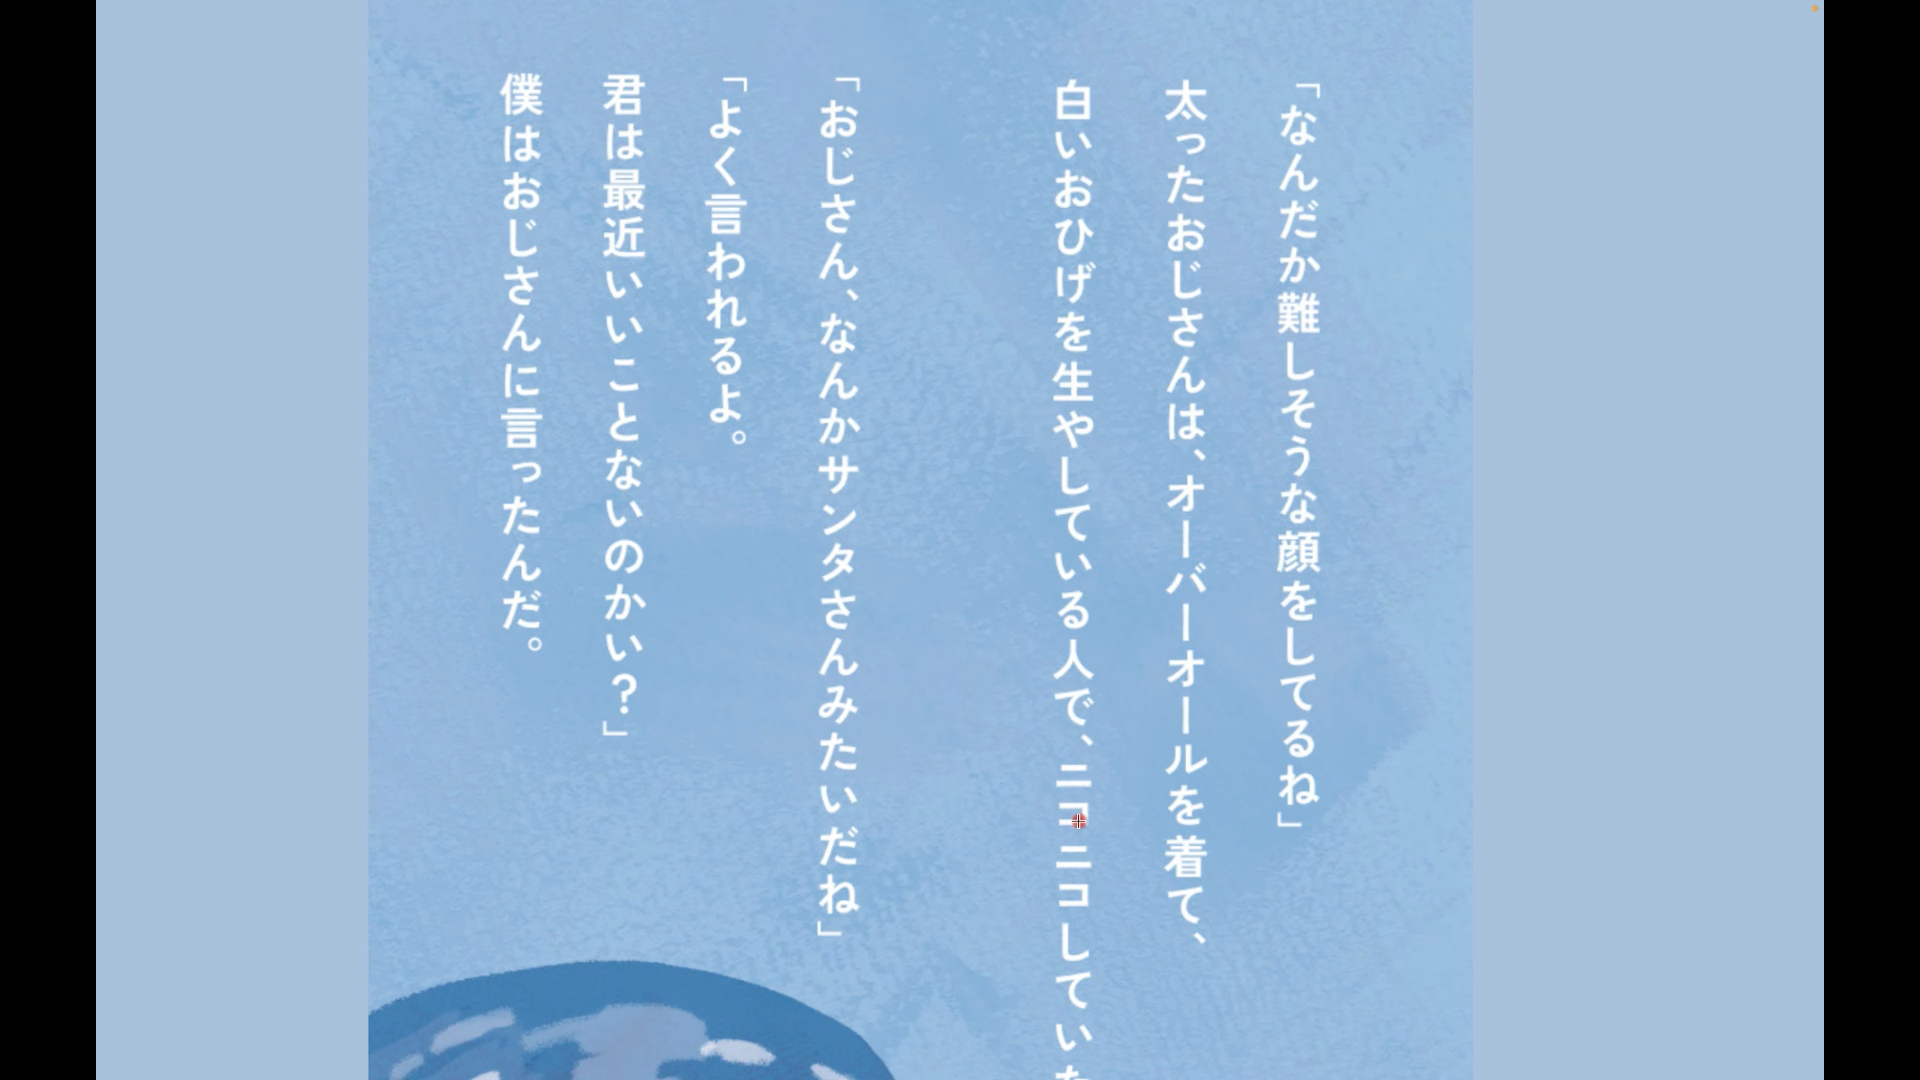 「なんだか難しそうな顔をしてるね」
太ったおじさんは、オーバーオールを着て、
白いおひげを生やしている人で、ニコニコしていた
「おじさん、なんかサンタさんみたいだね」
「よく言われるよ。
君は最近いいことないのかい？」
僕はおじさんに言ったんだ。